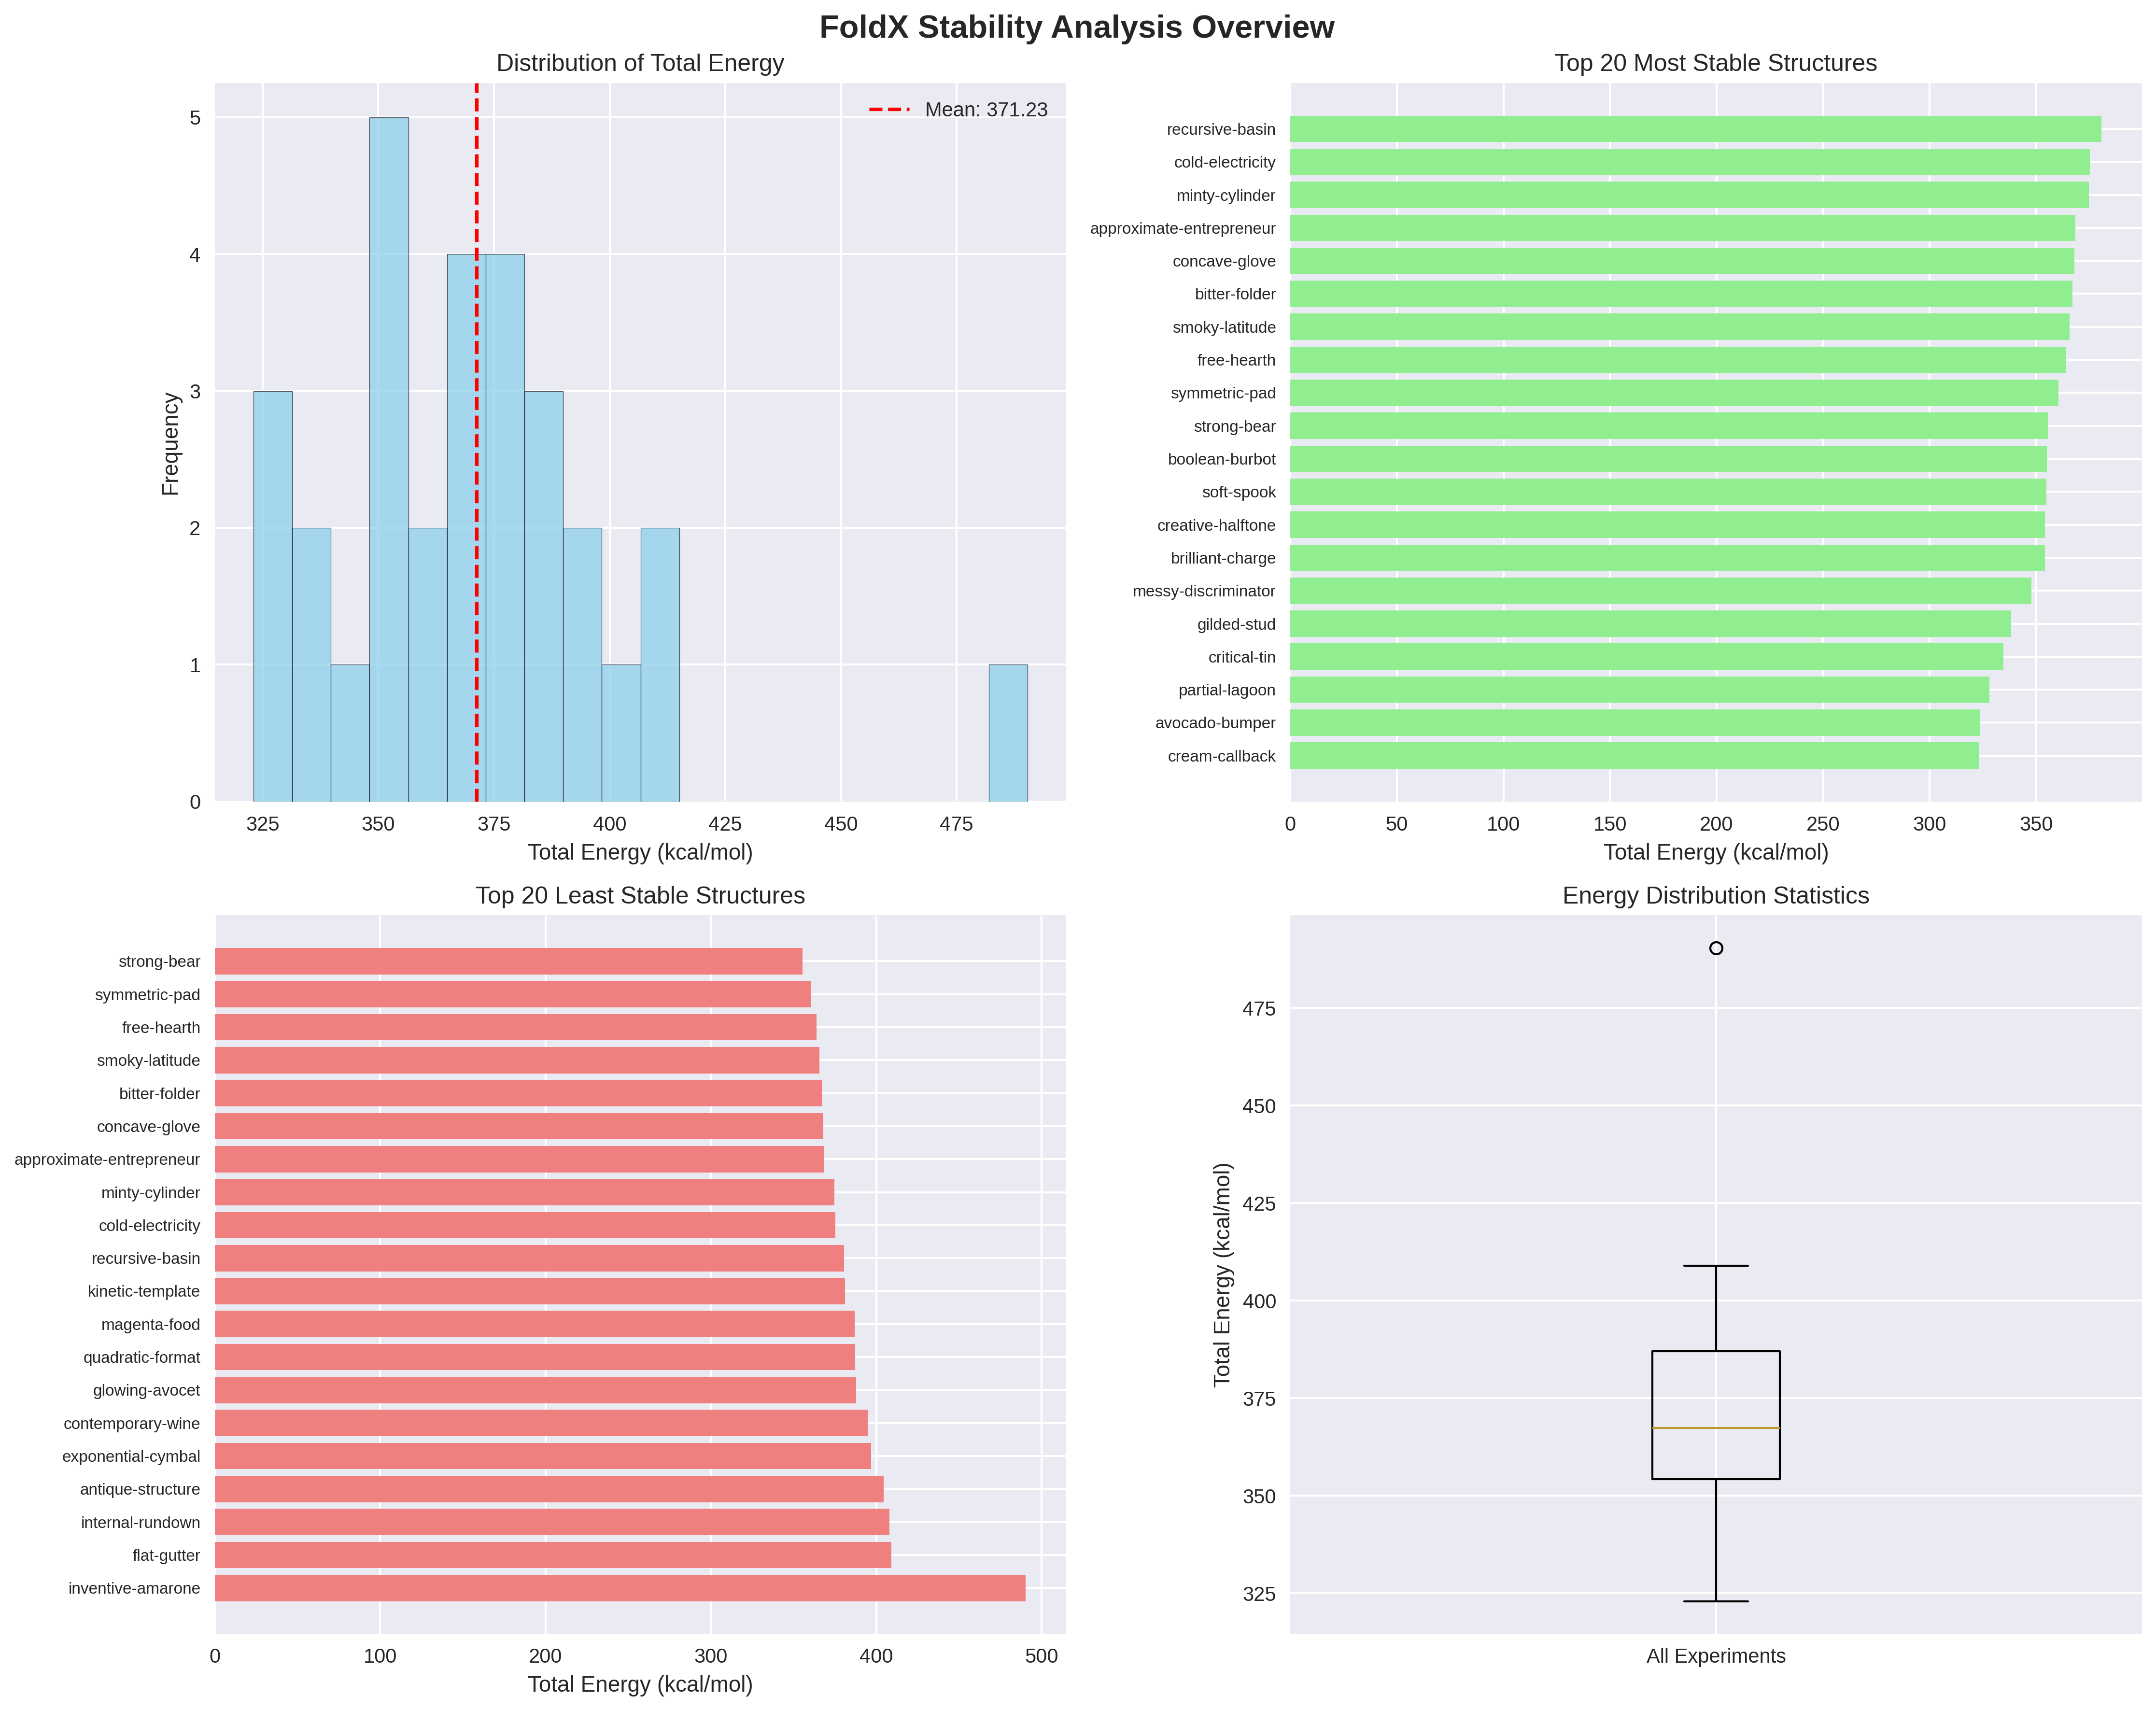 FoldX Stability Analysis Overview
Distribution of Total Energy
Mean: 371.23
Frequency
5
4
3
2
1
0
325 350 375 400 425 450 475
Total Energy (kcal/mol)
Top 20 Most Stable Structures
recursive-basin
cold-electricity
minty-cylinder
approximate-entrepreneur
concave-glove
bitter-folder
smoky-latitude
free-hearth
symmetric-pad
strong-bear
boolean-burbot
soft-spook
creative-halftone
brilliant-charge
messy-discriminator
gilded-stud
critical-tin
partial-lagoon
avocado-bumper
cream-callback
0 50 100 150 200 250 300 350
Total Energy (kcal/mol)
Top 20 Least Stable Structures
strong-bear
symmetric-pad
free-hearth
smoky-latitude
bitter-folder
concave-glove
approximate-entrepreneur
minty-cylinder
cold-electricity
recursive-basin
kinetic-template
magenta-food
quadratic-format
glowing-avocet
contemporary-wine
exponential-cymbal
antique-structure
internal-rundown
flat-gutter
inventive-amarone
0 100 200 300 400 500
Total Energy (kcal/mol)
Energy Distribution Statistics
Total Energy (kcal/mol)
475
450
425
400
375
350
325
All Experiments